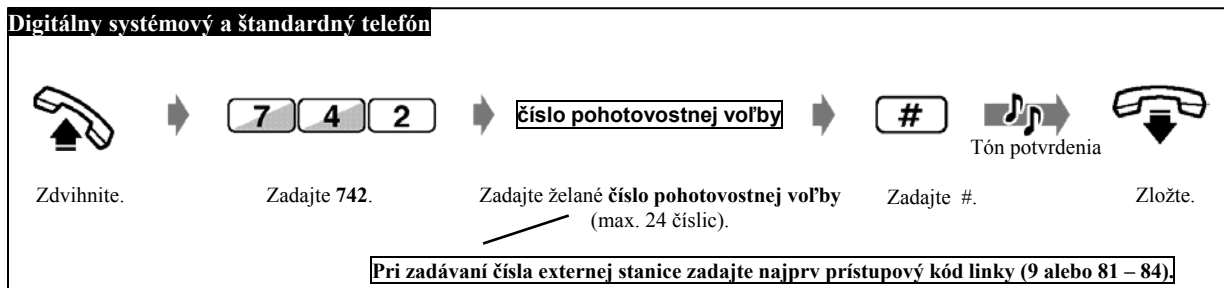 Digitálny systémový a štandardný telefón
7 4 2
číslo pohotovostnej voľby
#
Tón potvrdenia
Zdvihnite.
Zadajte 742.
Zadajte želané číslo pohotovostnej voľby
(max. 24 číslic).
Zadajte #.
Zložte.
Pri zadávaní čísla externej stanice zadajte najprv prístupový kód linky (9 alebo 81 – 84).